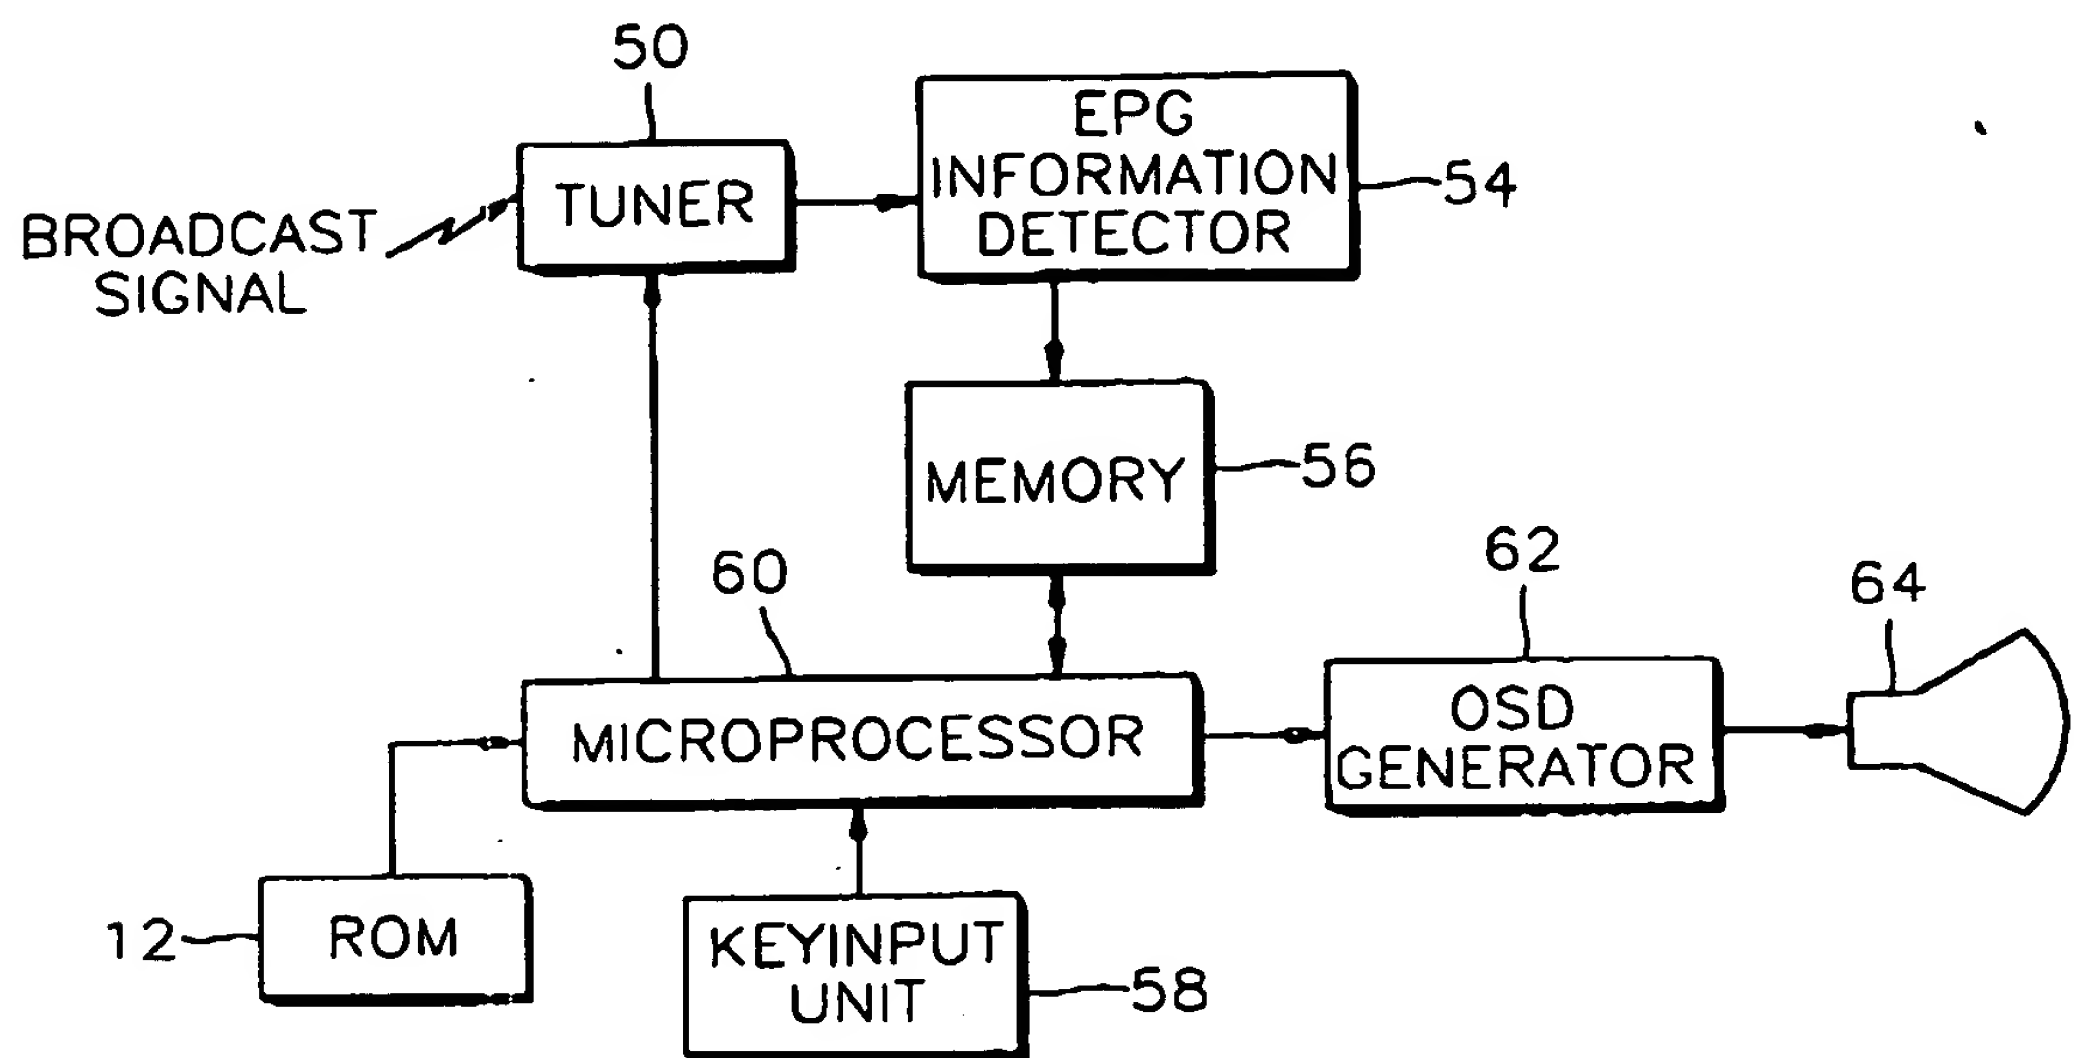 50
EPG
INFORMATION
DETECTOR
54
TUNER
BROADCAST
SIGNAL
MEMORY
56
60
62
64
MICROPROCESSOR
OSD
GENERATOR
12
ROM
KEYINPUT
UNIT
58